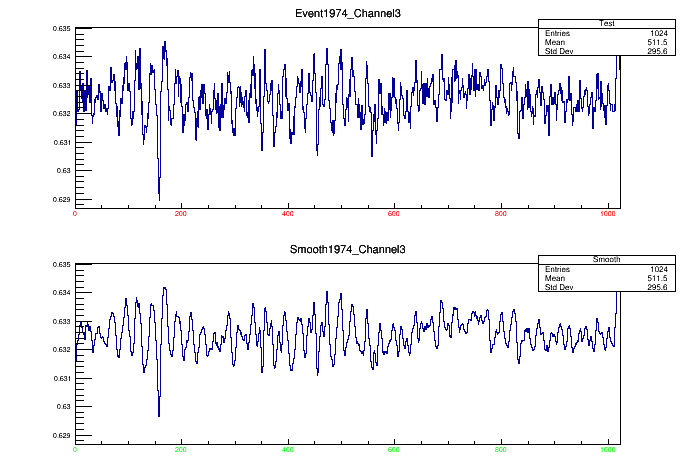 Event1974_Channel3
Test
Entries 1024
Mean 511.5
Std Dev 295.6
0.635
0.634
0.633
0.632
0.631
0.63
0.629
0 200 400 600 800 1000
Smooth1974_Channel3
Smooth
Entries 1024
Mean 511.5
Std Dev 295.6
0.635
0.634
0.633
0.632
0.631
0.63
0.629
0 200 400 600 800 1000